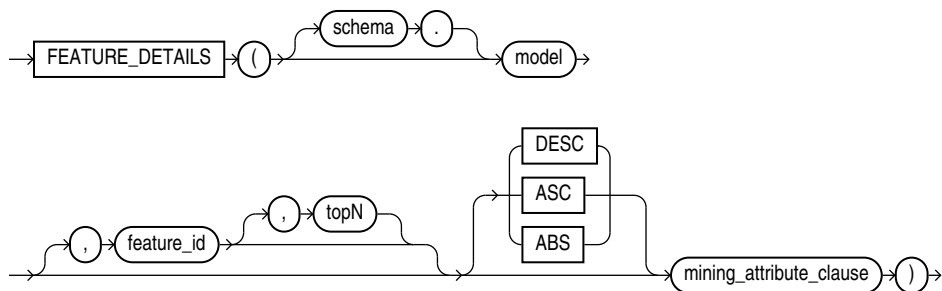 schema .
FEATURE_DETAILS ( model
DESC
, topN ASC
, feature_id ABS
mining_attribute_clause )